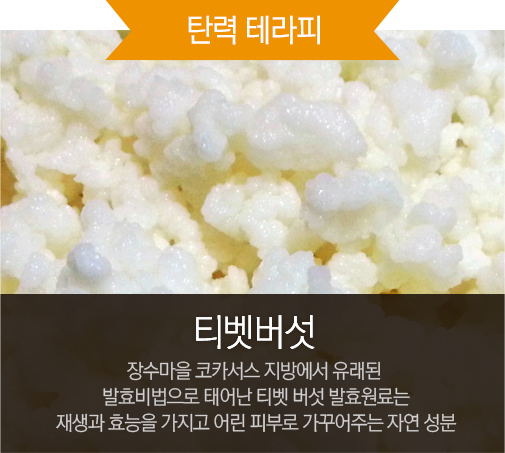 탄력 테라피
티벳버섯
장수마을 코카서스 지방에서 유래된
발효비법으로 태어난 티벳 버섯 발효원료는
재생과 효능을 가지고 어린 피부로 가꾸어주는 자연 성분